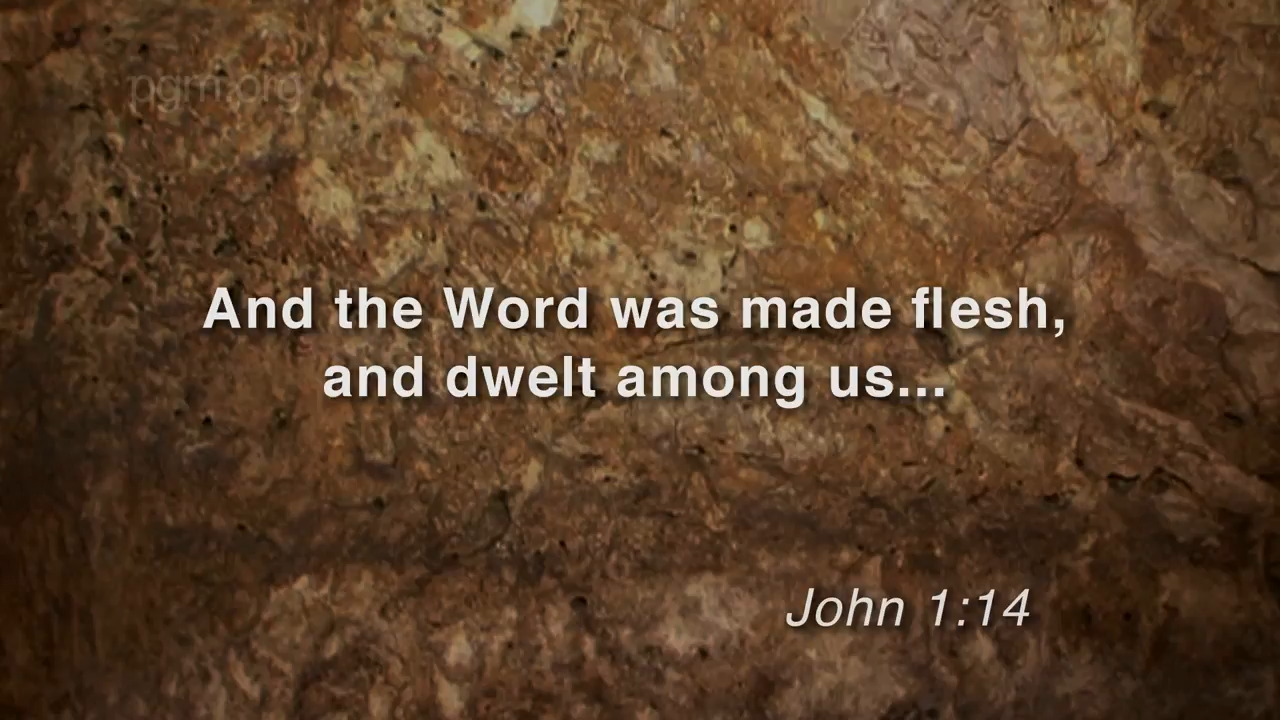 pgm.org
And the Word was made flesh,
and dwelt among us...
John 1:14